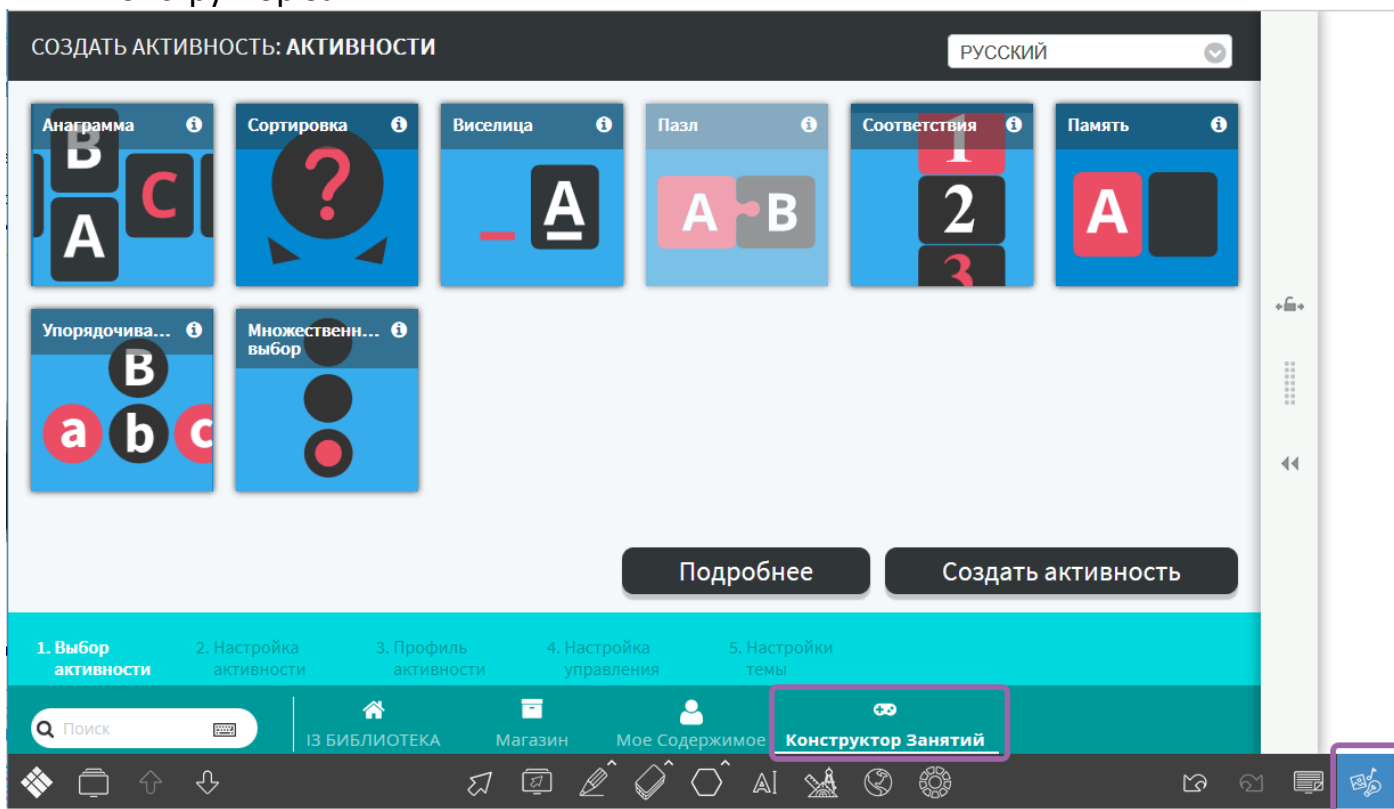 СОЗДАТЬ АКТИВНОСТЬ: АКТИВНОСТИ
РУССКИЙ
Анаграмма
Сортировка
Виселица
Пазл
Соответствия
Память
B
A
C
?
_ A
A B
1
2
3
A
Упорядочива...
Множественн...
выбор
B
a b c
Подробнее
Создать активность
1. Выбор
активности
2. Настройка
активности
3. Профиль
активности
4. Настройка
управления
5. Настройки
темы
Поиск
ІЗ БИБЛИОТЕКА
Магазин
Мое Содержимое
Конструктор Занятий
AI